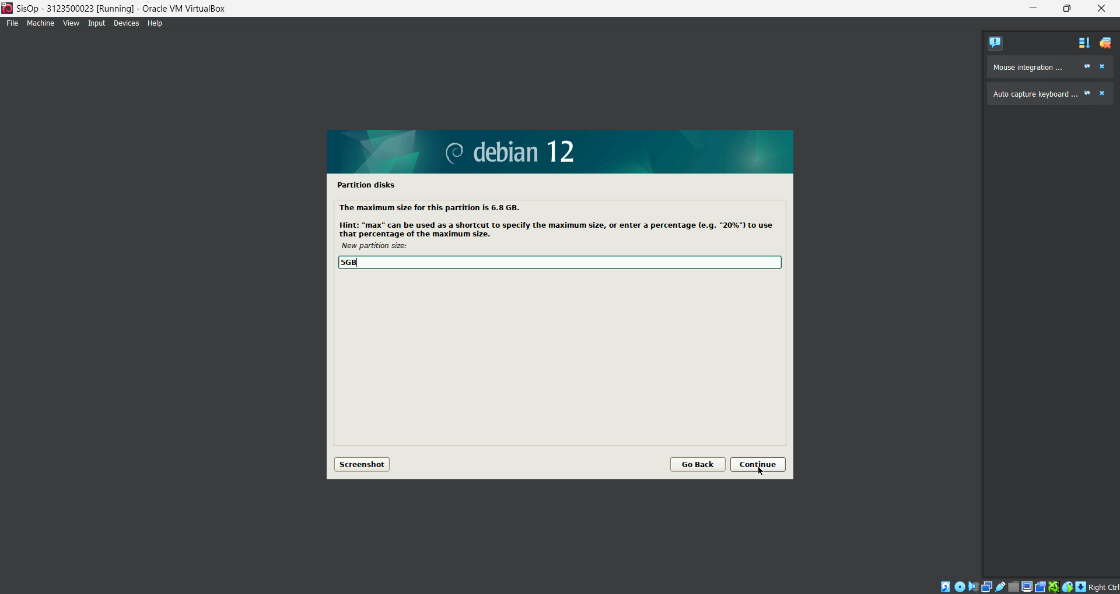 SisOp - 3123500023 [Running] - Oracle VM VirtualBox
File Machine View Input Devices Help
Mouse integration ...
Auto capture keyboard ...
debian 12
Partition disks
The maximum size for this partition is 6.8 GB.
Hint: "max" can be used as a shortcut to specify the maximum size, or enter a percentage (e.g. "20%") to use
that percentage of the maximum size.
New partition size:
5GB
Screenshot
Go Back
Continue
Right Ctrl